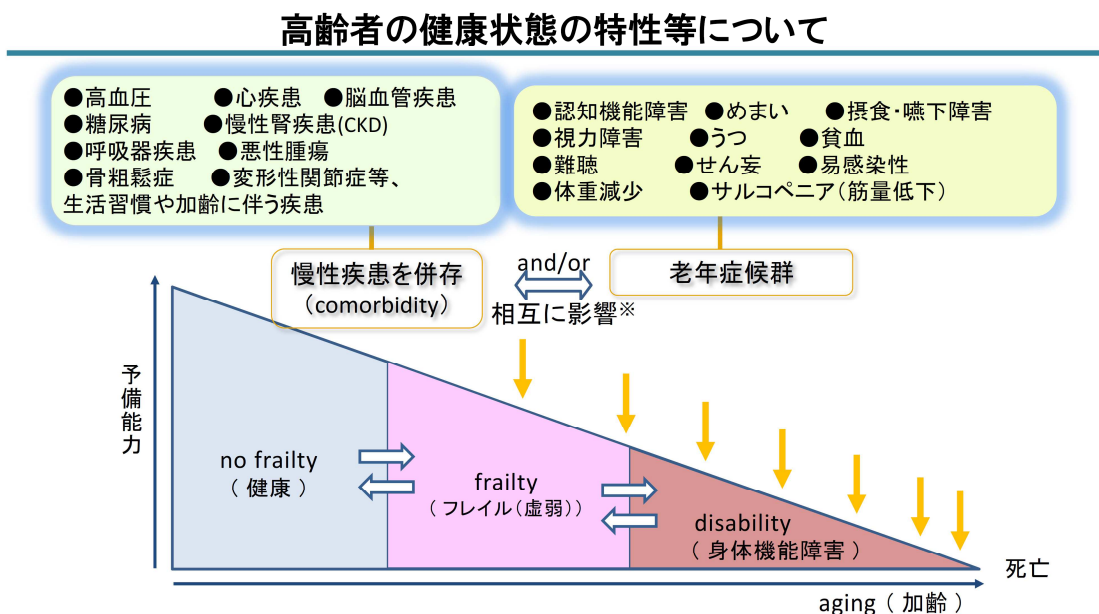 高齢者の健康状態の特性等について
●高血圧 ●心疾患 ●脳血管疾患
●糖尿病 ●慢性腎疾患(CKD)
●呼吸器疾患 ●悪性腫瘍
●骨粗鬆症 ●変形性関節症等、
生活習慣や加齢に伴う疾患
●認知機能障害 ●めまい ●摂食・嚥下障害
●視力障害 ●うつ ●貧血
●難聴 ●せん妄 ●易感染性
●体重減少 ●サルコペニア(筋量低下)
慢性疾患を併存
(comorbidity)
and/or
相互に影響※
老年症候群
予備能力
no frailty
(健康)
frailty
(フレイル(虚弱))
disability
(身体機能障害)
死亡
aging(加齢)